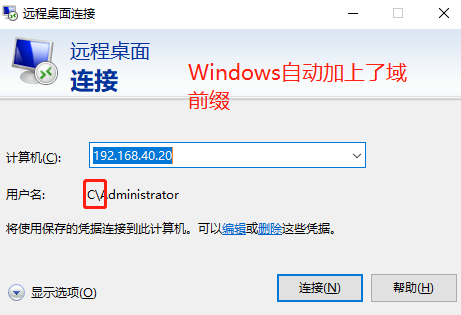 远程桌面连接
远程桌面
连接
Windows自动加上了域
前缀
计算机(C):
192.168.40.20
用户名:
C\Administrator
将使用保存的凭据连接到此计算机。可以编辑或删除这些凭据。
显示选项(O)
连接(N)
帮助(H)